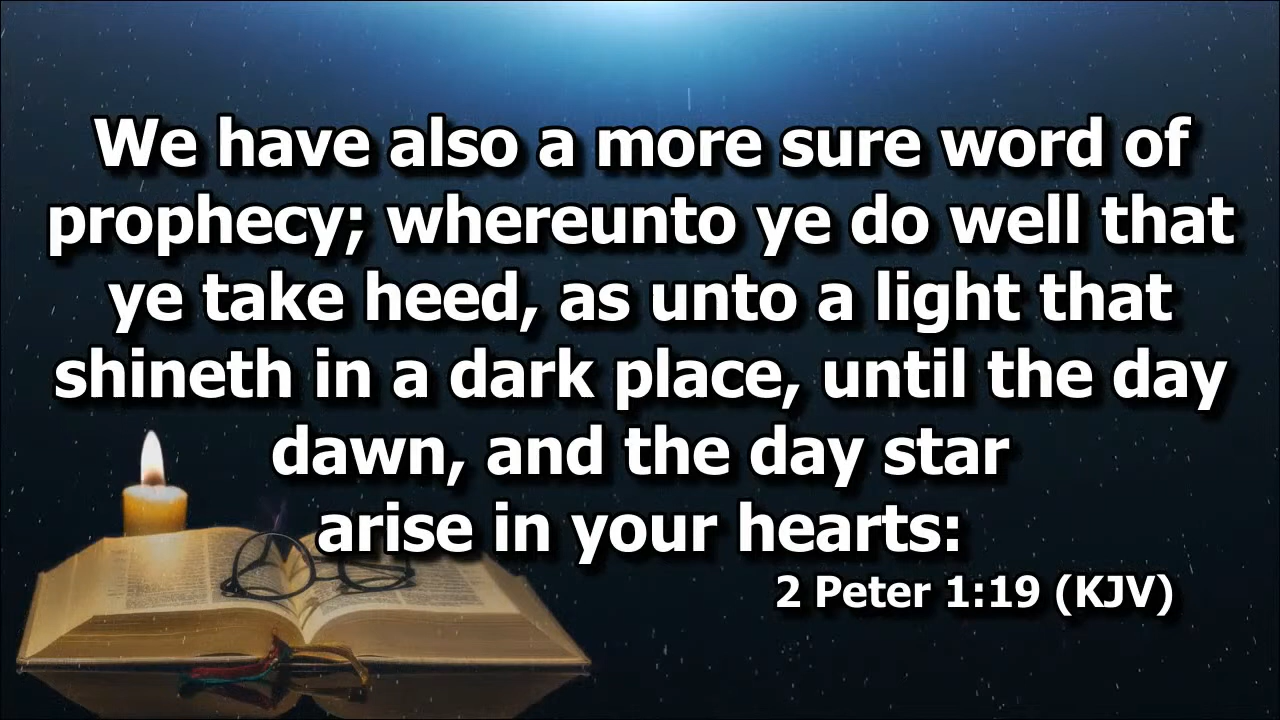 We have also a more sure word of
prophecy; whereunto ye do well that
ye take heed, as unto a light that
shineth in a dark place, until the day
dawn, and the day star
arise in your hearts:
2 Peter 1:19 (KJV)